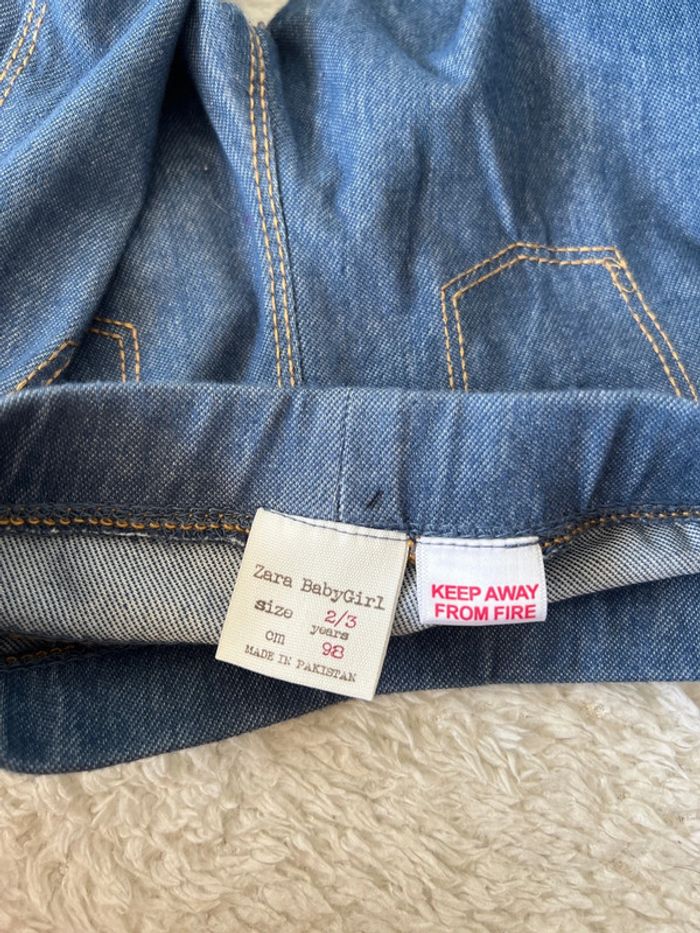 Zara BabyGirl
size 2/3
years
cm 98
MADE IN PAKISTAN
KEEP AWAY
FROM FIRE